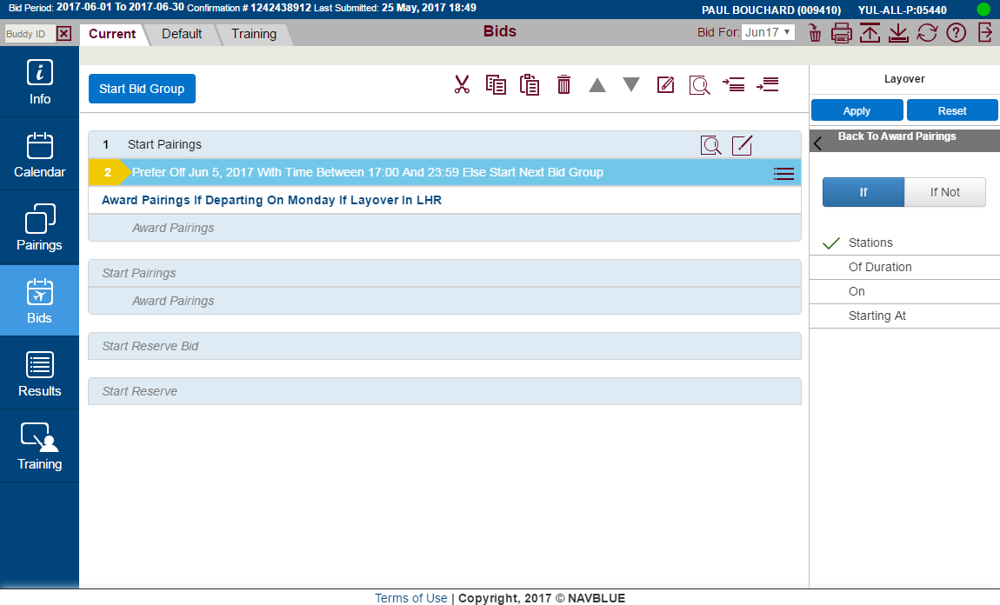 Bid Period: 2017-06-01 To 2017-06-30 Confirmation # 1242438912 Last Submitted: 25 May, 2017 18:49 PAUL BOUCHARD (009410) YUL-ALL-P:05440
Buddy ID Current Default Training Bids Bid For: Jun17
Info
Calendar
Pairings
Bids
Results
Training
Start Bid Group
1 Start Pairings
2 Prefer Off Jun 5, 2017 With Time Between 17:00 And 23:59 Else Start Next Bid Group
Award Pairings If Departing On Monday If Layover In LHR
Award Pairings
Start Pairings
Award Pairings
Start Reserve Bid
Start Reserve
Layover
Apply Reset
Back To Award Pairings
If If Not
Stations
Of Duration
On
Starting At
Terms of Use | Copyright, 2017 © NAVBLUE